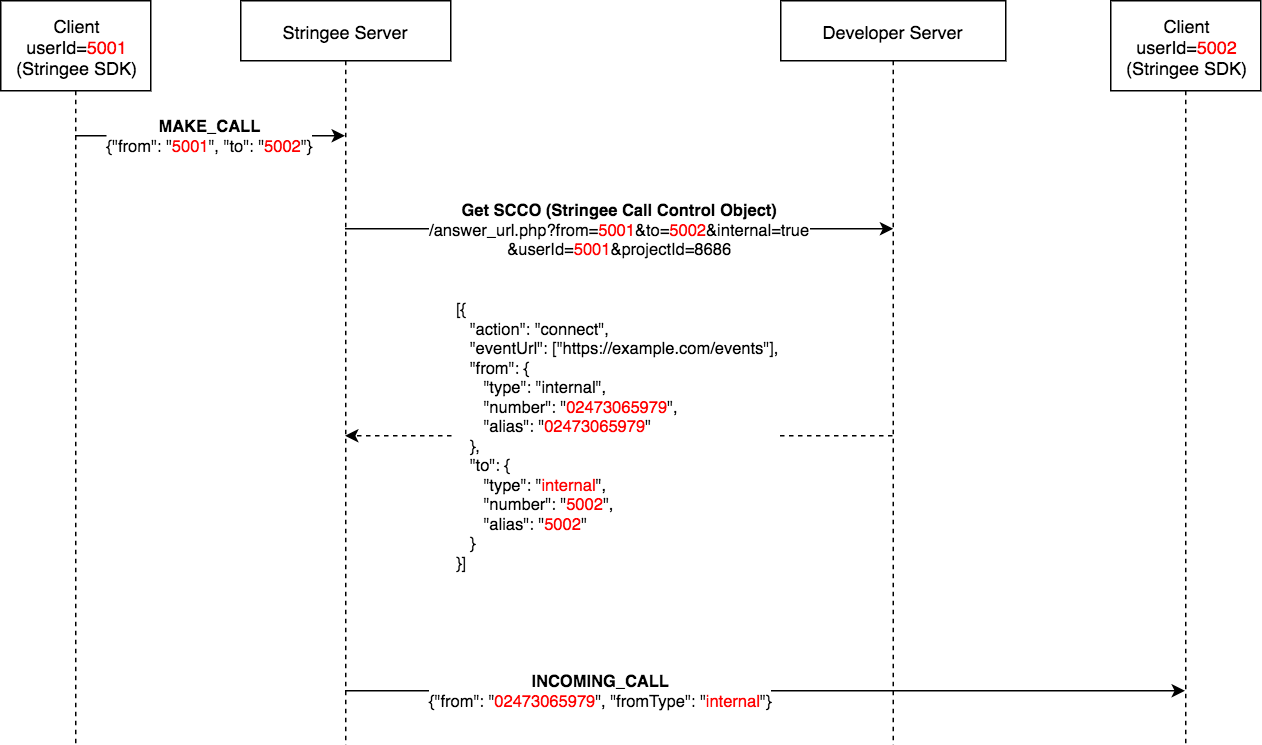 Client
userId=5001
(Stringee SDK)
Stringee Server
Developer Server
Client
userId=5002
(Stringee SDK)
MAKE_CALL
{"from": "5001", "to": "5002"}
Get SCCO (Stringee Call Control Object)
/answer_url.php?from=5001&to=5002&internal=true
&userId=5001&projectId=8686
[{
"action": "connect",
"eventUrl": ["https://example.com/events"],
"from": {
"type": "internal",
"number": "02473065979",
"alias": "02473065979"
},
"to": {
"type": "internal",
"number": "5002",
"alias": "5002"
}
}]
INCOMING_CALL
{"from": "02473065979", "fromType": "internal"}